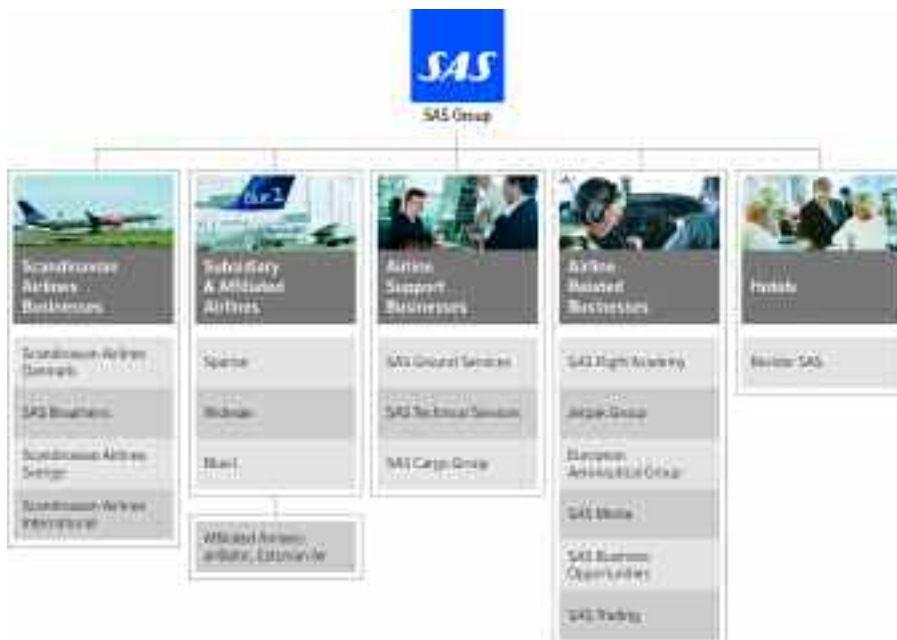 SAS
SAS Group
Blue1
Scandinavian
Airlines
Businesses
Scandinavian Airlines
Danmark
SAS Braathens
Scandinavian Airlines
Sverige
Scandinavian Airlines
International
Subsidiary
& Affiliated
Airlines
Spanair
Widerøe
Blue1
Affiliated Airlines:
airBaltic, Estonian Air
Airline
Support
Businesses
SAS Ground Services
SAS Technical Services
SAS Cargo Group
Airline
Related
Businesses
SAS Flight Academy
Jetpak Group
European
Aeronautical Group
SAS Media
SAS Business
Opportunities
SAS Trading
Hotels
Rezidor SAS